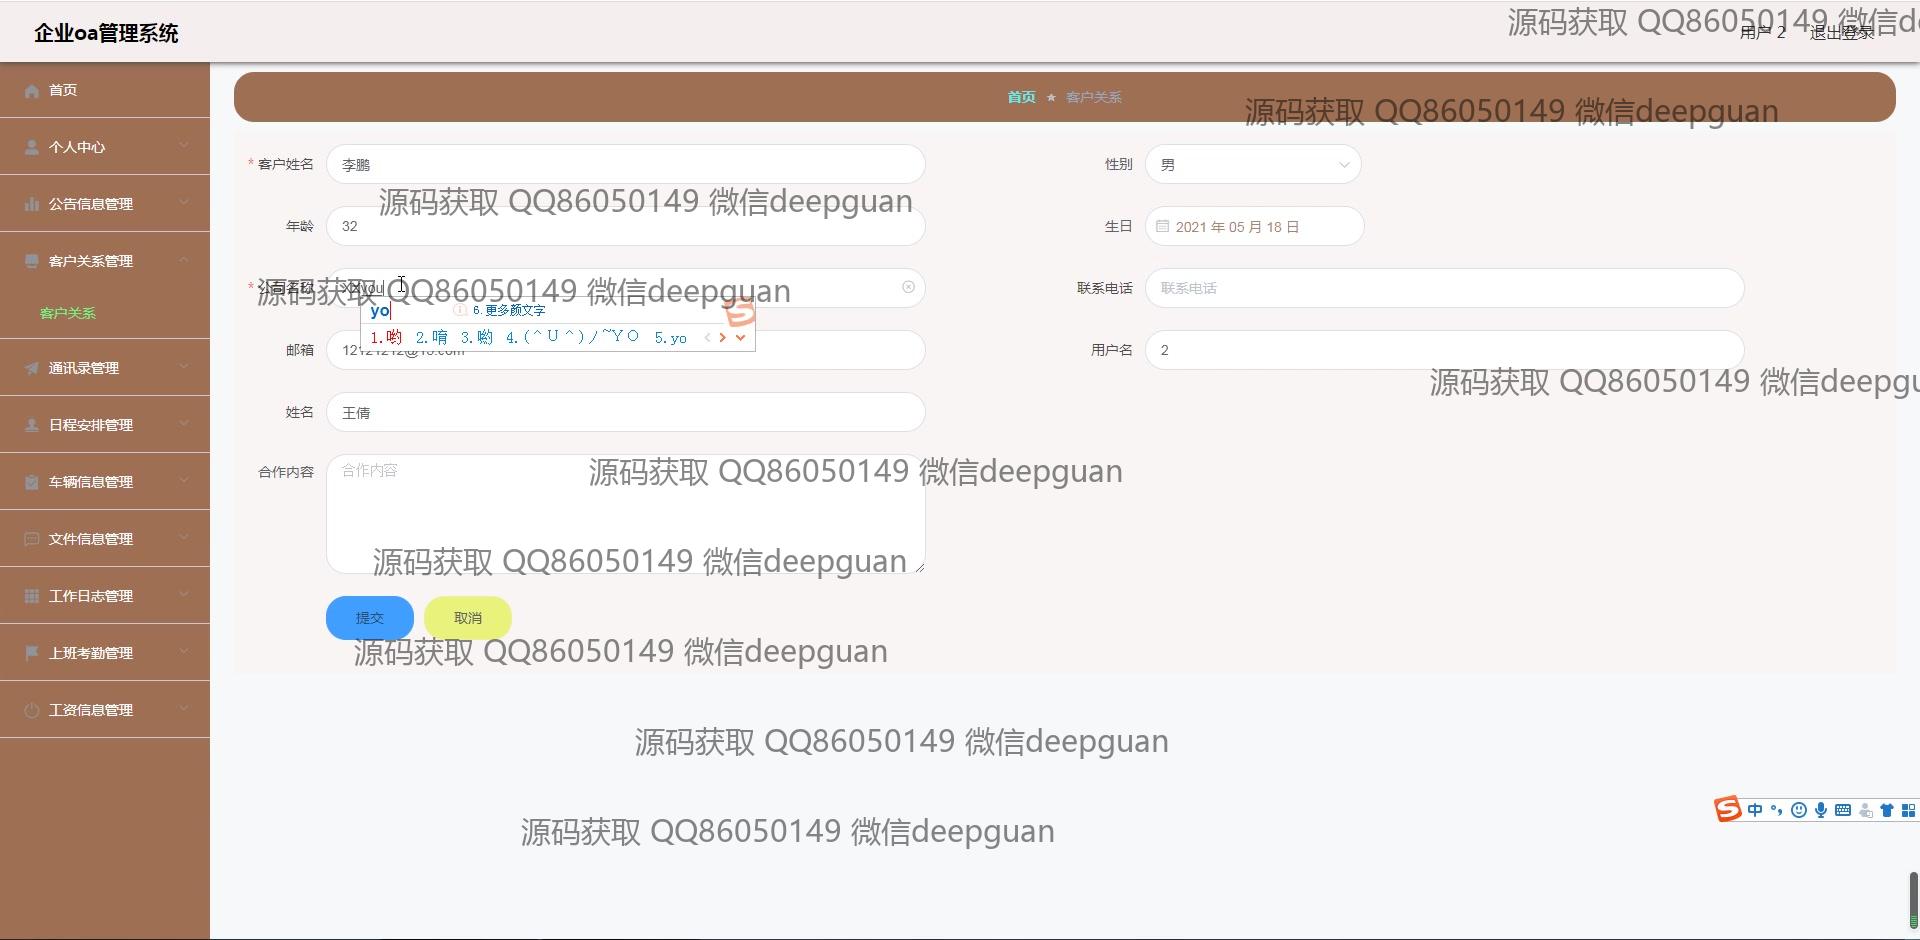 企业oa管理系统
用户 2 退出登录
源码获取 QQ86050149 微信d
首页
个人中心
公告信息管理
客户关系管理
客户关系
通讯录管理
日程安排管理
车辆信息管理
文件信息管理
工作日志管理
上班考勤管理
工资信息管理
首页 ★ 客户关系
源码获取 QQ86050149 微信deepguan
* 客户姓名 李鹏
性别 男
源码获取 QQ86050149 微信deepguan
年龄 32
生日 2021 年 05 月 18 日
* 公司名称
源码获取 QQ86050149 微信deepguan
联系电话 联系电话
yo 6.更多颜文字
1.哟 2.唷 3.喲 4.(＾Ｕ＾)ノ~ＹＯ 5.yo
邮箱
用户名 2
源码获取 QQ86050149 微信deepgu
姓名 王倩
合作内容 合作内容
源码获取 QQ86050149 微信deepguan
源码获取 QQ86050149 微信deepguan
提交 取消
源码获取 QQ86050149 微信deepguan
源码获取 QQ86050149 微信deepguan
中
源码获取 QQ86050149 微信deepguan